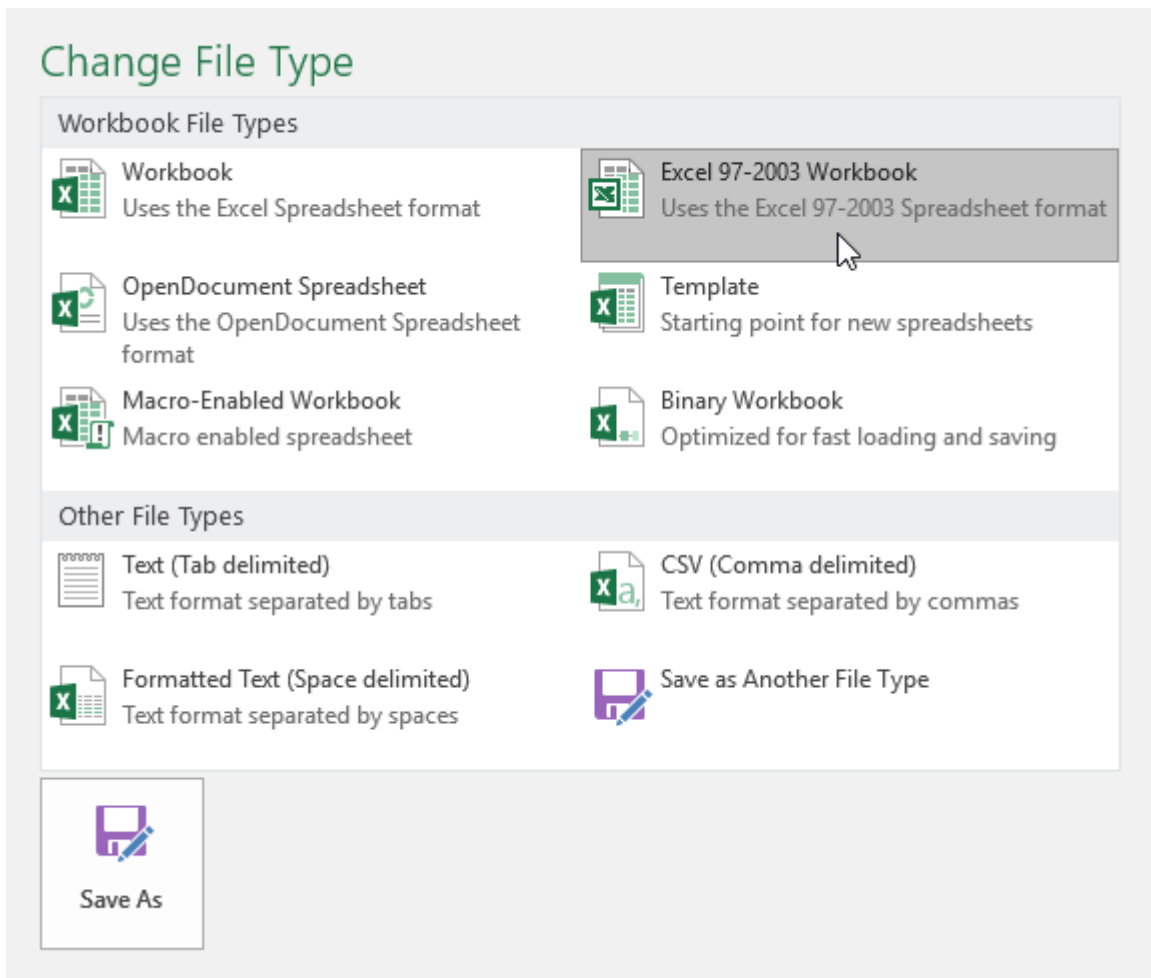 Change File Type
Workbook File Types
Workbook
Uses the Excel Spreadsheet format
Excel 97-2003 Workbook
Uses the Excel 97-2003 Spreadsheet format
OpenDocument Spreadsheet
Uses the OpenDocument Spreadsheet
format
Template
Starting point for new spreadsheets
Macro-Enabled Workbook
Macro enabled spreadsheet
Binary Workbook
Optimized for fast loading and saving
Other File Types
Text (Tab delimited)
Text format separated by tabs
CSV (Comma delimited)
Text format separated by commas
Formatted Text (Space delimited)
Text format separated by spaces
Save as Another File Type
Save As